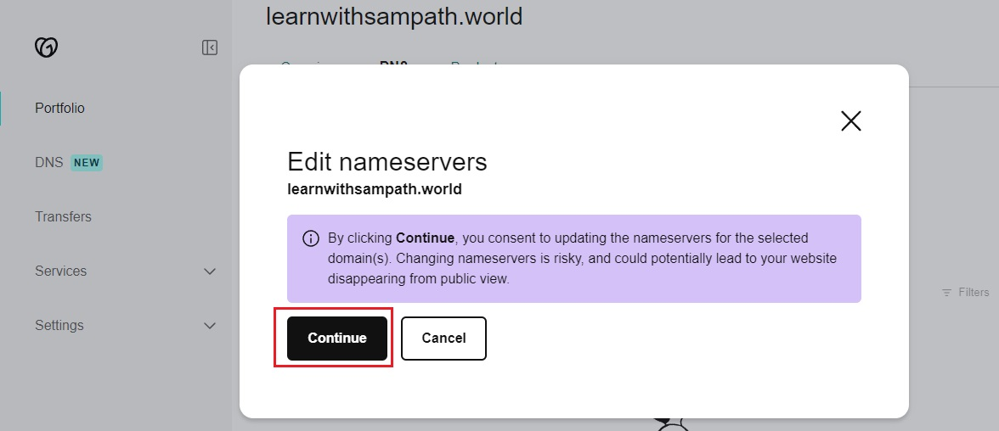 learnwithsampath.world
DNS
Portfolio
DNS NEW
Transfers
Services
Settings
Edit nameservers
learnwithsampath.world
By clicking Continue, you consent to updating the nameservers for the selected
domain(s). Changing nameservers is risky, and could potentially lead to your website
disappearing from public view.
Continue
Cancel
Filters